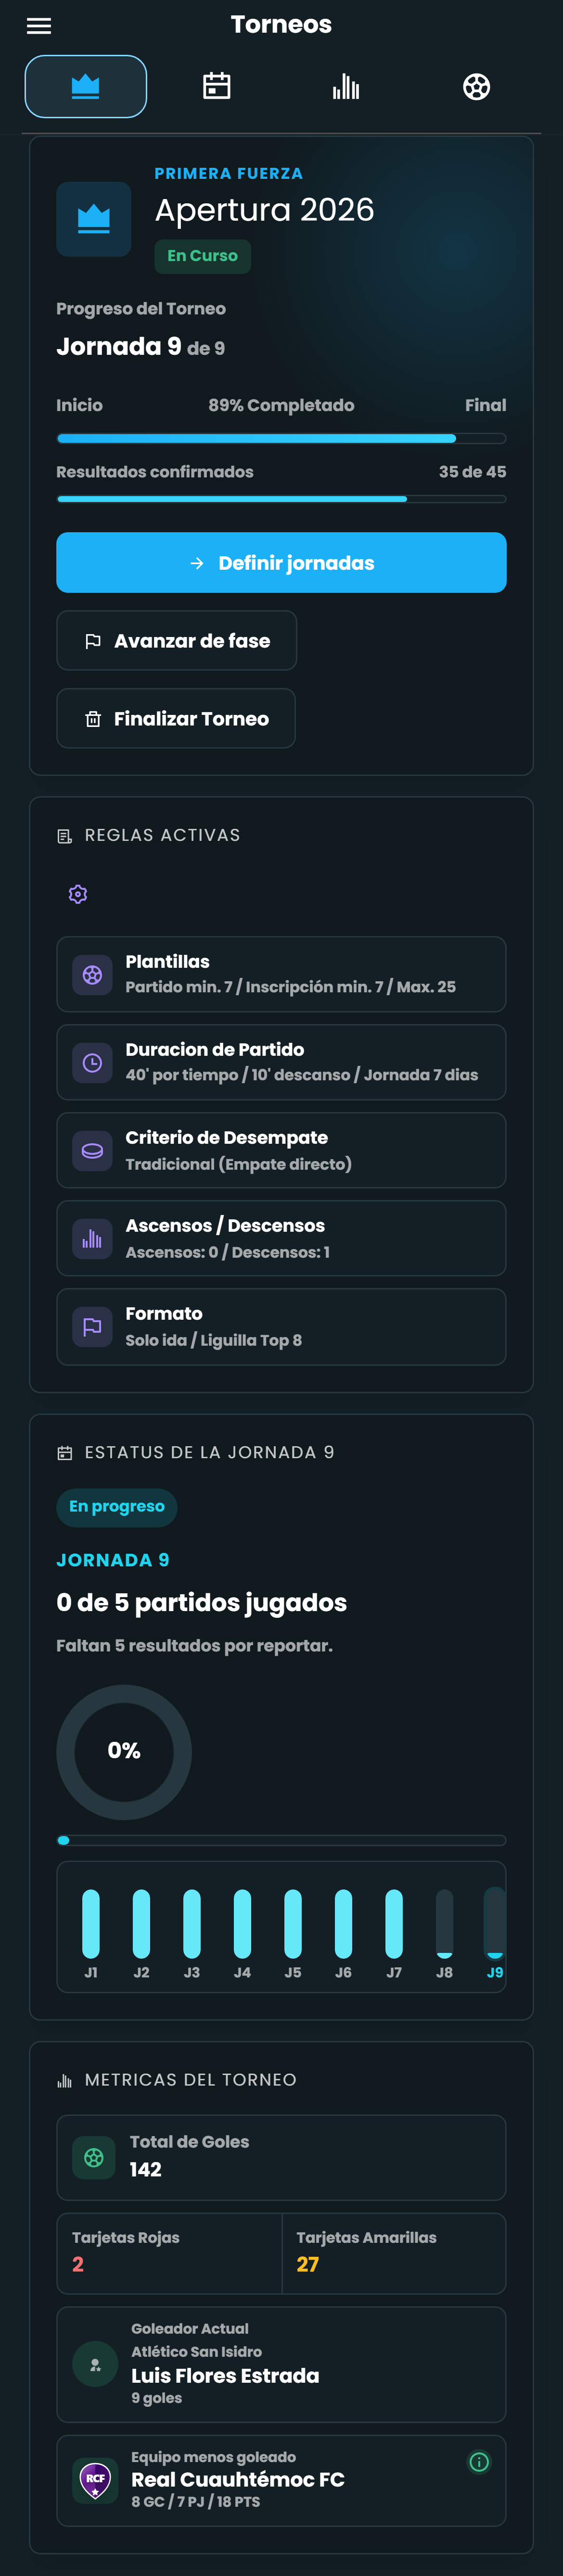 Torneos
PRIMERA FUERZA
Apertura 2026
En Curso
Progreso del Torneo
Jornada 9 de 9
Inicio 89% Completado Final
Resultados confirmados 35 de 45
Definir jornadas
Avanzar de fase
Finalizar Torneo
REGLAS ACTIVAS
Plantillas
Partido min. 7 / Inscripción min. 7 / Max. 25
Duracion de Partido
40' por tiempo / 10' descanso / Jornada 7 dias
Criterio de Desempate
Tradicional (Empate directo)
Ascensos / Descensos
Ascensos: 0 / Descensos: 1
Formato
Solo ida / Liguilla Top 8
ESTATUS DE LA JORNADA 9
En progreso
JORNADA 9
0 de 5 partidos jugados
Faltan 5 resultados por reportar.
0%
J1 J2 J3 J4 J5 J6 J7 J8 J9
METRICAS DEL TORNEO
Total de Goles
142
Tarjetas Rojas Tarjetas Amarillas
2 27
Goleador Actual
Atlético San Isidro
Luis Flores Estrada
9 goles
Equipo menos goleado
RCF Real Cuauhtémoc FC
8 GC / 7 PJ / 18 PTS